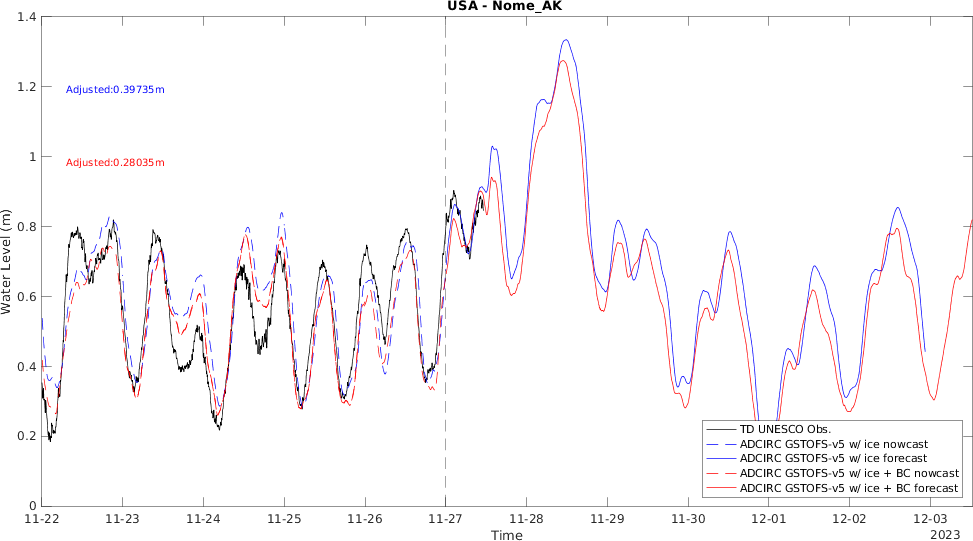 USA - Nome_AK
1.4
1.2
1
0.8
0.6
0.4
0.2
0
Water Level (m)
Adjusted:0.39735m
Adjusted:0.28035m
TD UNESCO Obs.
ADCIRC GSTOFS-v5 w/ ice nowcast
ADCIRC GSTOFS-v5 w/ ice forecast
ADCIRC GSTOFS-v5 w/ ice + BC nowcast
ADCIRC GSTOFS-v5 w/ ice + BC forecast
11-22 11-23 11-24 11-25 11-26 11-27 11-28 11-29 11-30 12-01 12-02 12-03
Time
2023